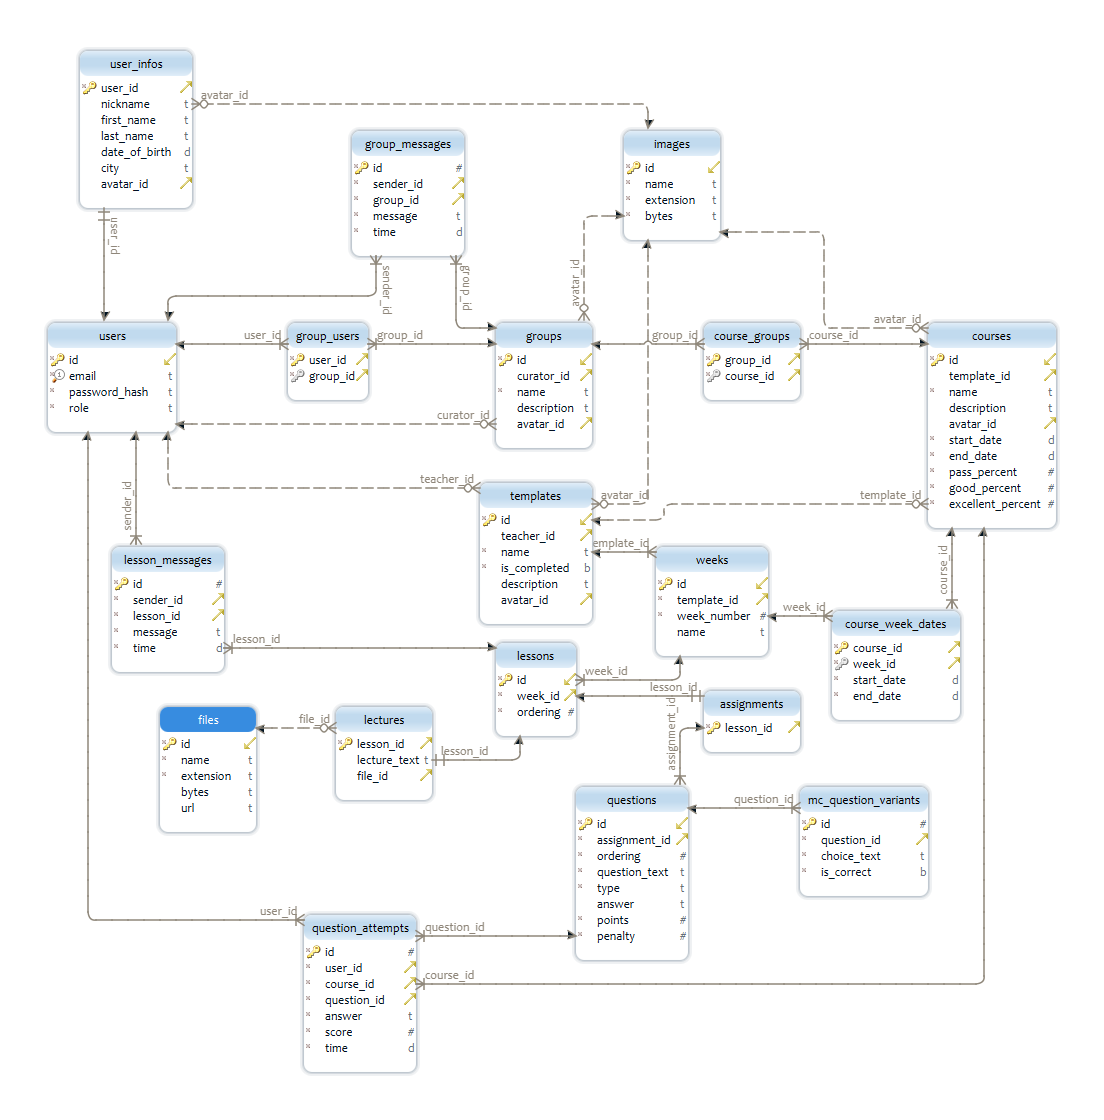 user_infos
user_id
nickname t
first_name t
last_name t
date_of_birth d
city t
avatar_id
avatar_id
user_id
group_messages
id #
sender_id
group_id
message t
time d
sender_id
group_id
images
id
name t
extension t
bytes t
avatar_id
avatar_id
users
id
email t
password_hash t
role t
user_id
group_users
user_id
group_id
group_id
groups
id
curator_id
name t
description t
avatar_id
curator_id
group_id
course_groups
group_id
course_id
course_id
courses
id
template_id
name t
description t
avatar_id
start_date d
end_date d
pass_percent #
good_percent #
excellent_percent #
teacher_id
templates
id
teacher_id
name t
is_completed b
description t
avatar_id
avatar_id
template_id
sender_id
lesson_messages
id #
sender_id
lesson_id
message t
time d
lesson_id
emplate_id
weeks
id
template_id
week_number #
name t
week_id
course_id
course_week_dates
course_id
week_id
start_date d
end_date d
lessons
id
week_id
ordering #
week_id
lesson_id
assignments
lesson_id
assignment_id
files
id
name t
extension t
bytes t
url t
file_id
lectures
lesson_id
lecture_text t
file_id
lesson_id
questions
id
assignment_id
ordering #
question_text t
type t
answer t
points #
penalty #
question_id
mc_question_variants
id #
question_id
choice_text t
is_correct b
user_id
question_attempts
id #
user_id
course_id
question_id
answer t
score #
time d
question_id
course_id